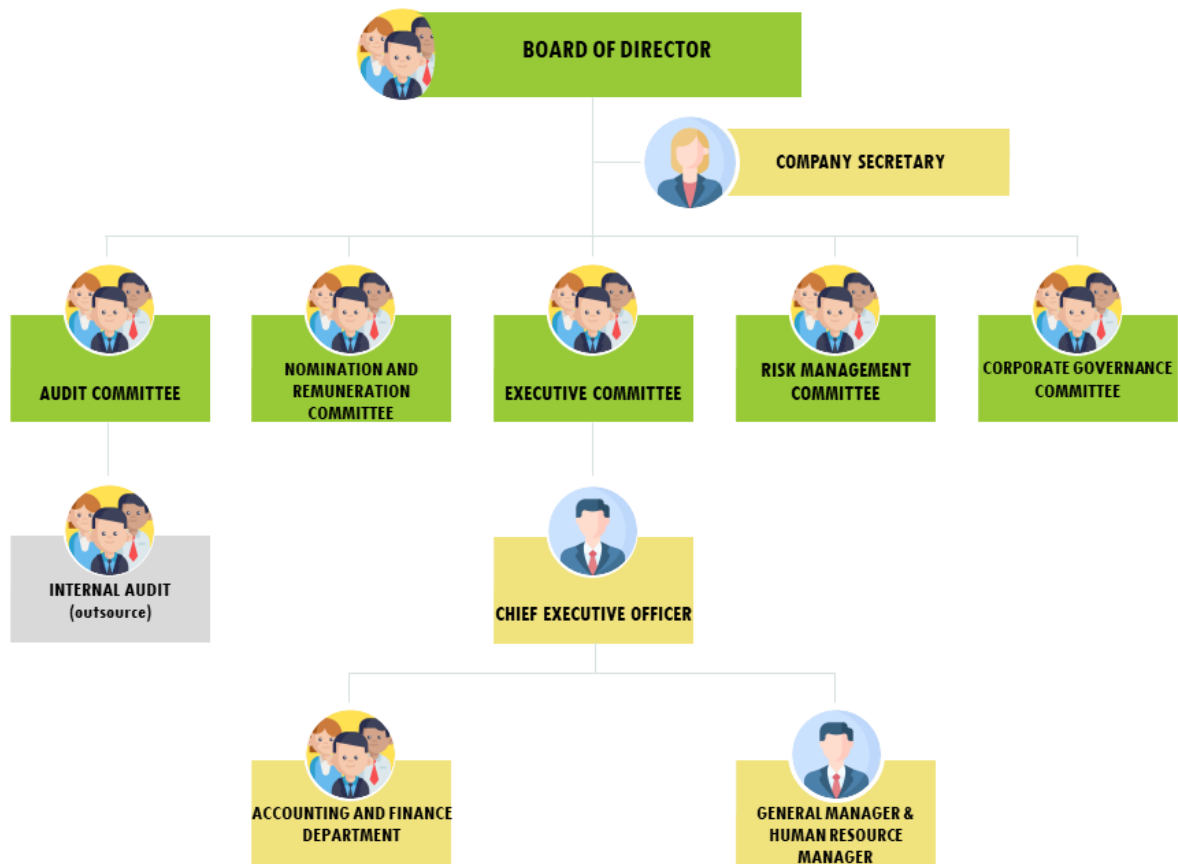 BOARD OF DIRECTOR
COMPANY SECRETARY
AUDIT COMMITTEE
NOMINATION AND
REMUNERATION
COMMITTEE
EXECUTIVE COMMITTEE
RISK MANAGEMENT
COMMITTEE
CORPORATE GOVERNANCE
COMMITTEE
INTERNAL AUDIT
(outsource)
CHIEF EXECUTIVE OFFICER
ACCOUNTING AND FINANCE
DEPARTMENT
GENERAL MANAGER &
HUMAN RESOURCE
MANAGER